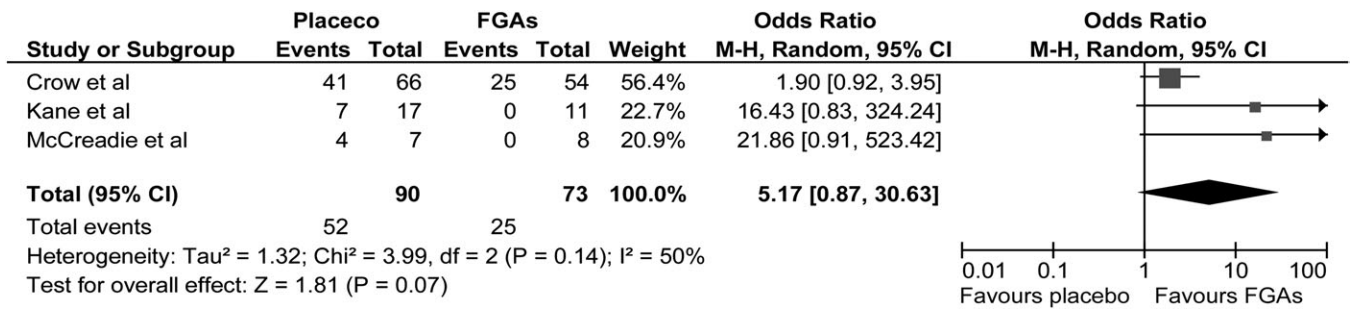 Placeco FGAs Odds Ratio Odds Ratio
Study or Subgroup Events Total Events Total Weight M-H, Random, 95% CI M-H, Random, 95% CI
Crow et al 41 66 25 54 56.4% 1.90 [0.92, 3.95]
Kane et al 7 17 0 11 22.7% 16.43 [0.83, 324.24]
McCreadie et al 4 7 0 8 20.9% 21.86 [0.91, 523.42]
Total (95% CI) 90 73 100.0% 5.17 [0.87, 30.63]
Total events 52 25
Heterogeneity: Tau² = 1.32; Chi² = 3.99, df = 2 (P = 0.14); I² = 50%
Test for overall effect: Z = 1.81 (P = 0.07)
0.01 0.1 1 10 100
Favours placebo Favours FGAs